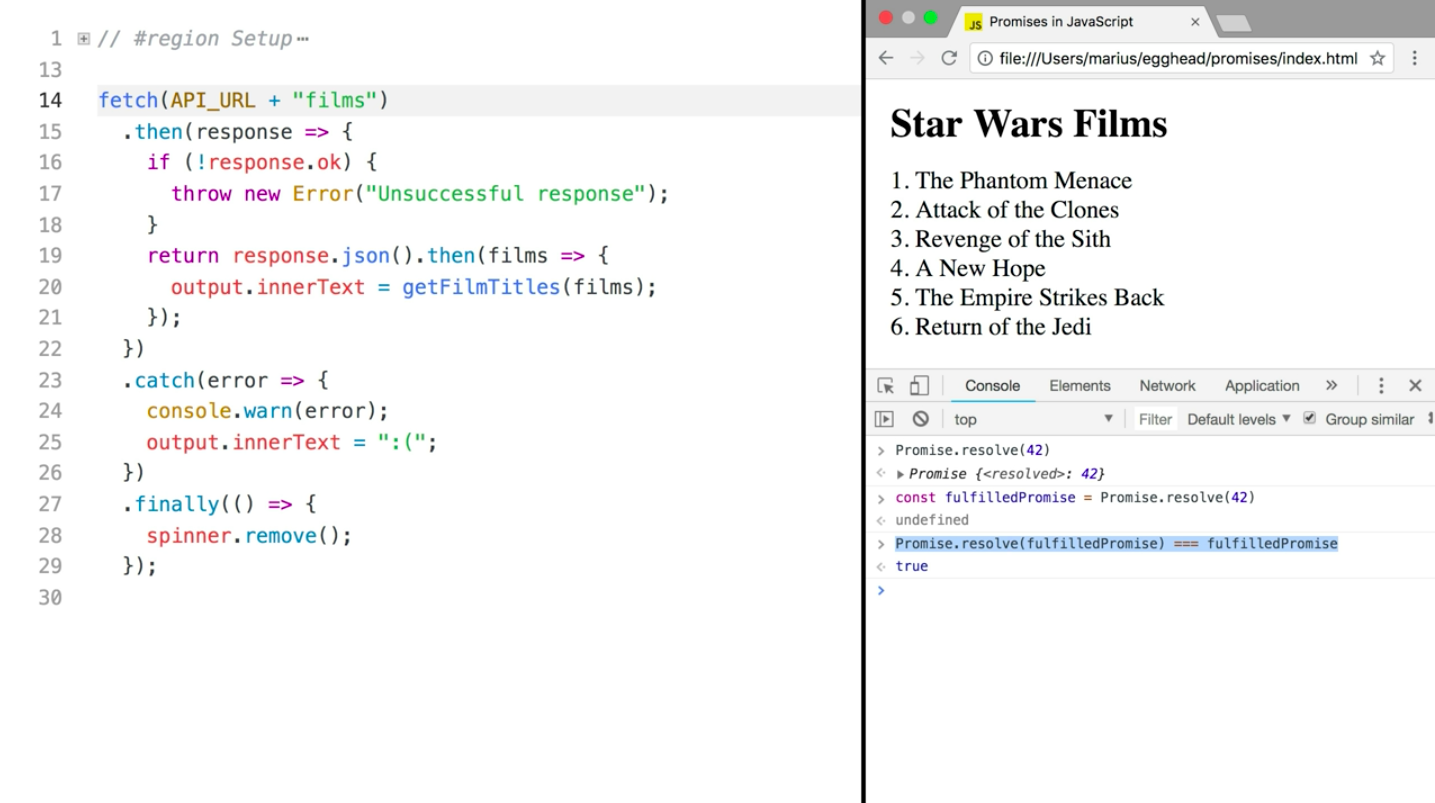 1 // #region Setup…
13
14 fetch(API_URL + "films")
15 .then(response => {
16 if (!response.ok) {
17 throw new Error("Unsuccessful response");
18 }
19 return response.json().then(films => {
20 output.innerText = getFilmTitles(films);
21 });
22 })
23 .catch(error => {
24 console.warn(error);
25 output.innerText = ":(";
26 })
27 .finally(() => {
28 spinner.remove();
29 });
30
JS Promises in JavaScript
file:///Users/marius/egghead/promises/index.html
Star Wars Films
1. The Phantom Menace
2. Attack of the Clones
3. Revenge of the Sith
4. A New Hope
5. The Empire Strikes Back
6. Return of the Jedi
Console Elements Network Application »
top Filter Default levels Group similar
Promise.resolve(42)
Promise {<resolved>: 42}
const fulfilledPromise = Promise.resolve(42)
undefined
Promise.resolve(fulfilledPromise) === fulfilledPromise
true